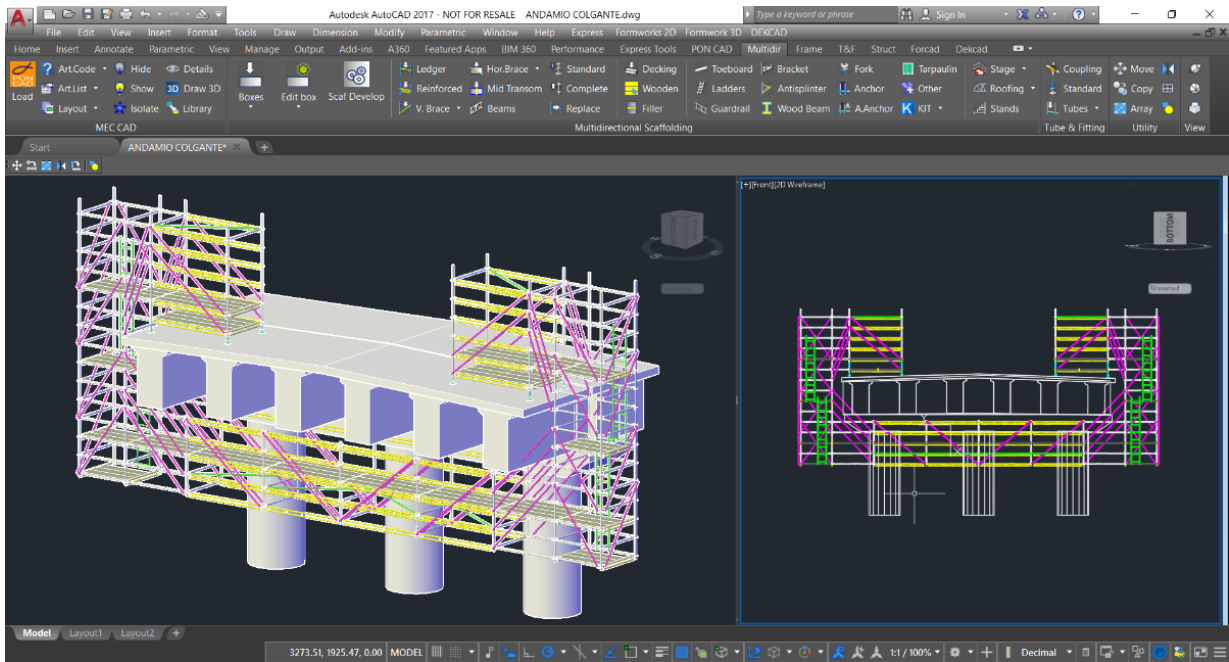 Autodesk AutoCAD 2017 - NOT FOR RESALE ANDAMIO COLGANTE.dwg
Type a keyword or phrase
Sign In
File Edit View Insert Format Tools Draw Dimension Modify Parametric Window Help Express Formworks 2D Formwork 3D DEKCAD
Home Insert Annotate Parametric View Manage Output Add-ins A360 Featured Apps BIM 360 Performance Express Tools PON CAD Multidir Frame T&F Struct Forcad Dekcad
PON CAD Art.Code Hide Details Ledger Hor.Brace Standard Decking Toeboard Bracket Fork Tarpaulin Stage Coupling Move
Load Art.List Show 3D Draw 3D Boxes Edit box Scaf Develop Reinforced Mid Transom Complete Wooden Ladders Antisplinter Anchor Other Roofing Standard Copy
Layout Isolate Library V. Brace Beams Replace Filler Guardrail Wood Beam A.Anchor KIT Stands Tubes Array
MEC CAD Multidirectional Scaffolding Tube & Fitting Utility View
Start ANDAMIO COLGANTE*
[+][Front][2D Wireframe]
BOTTOM
Unnamed
Model Layout1 Layout2
3273.51, 1925.47, 0.00 MODEL 1:1 / 100% Decimal